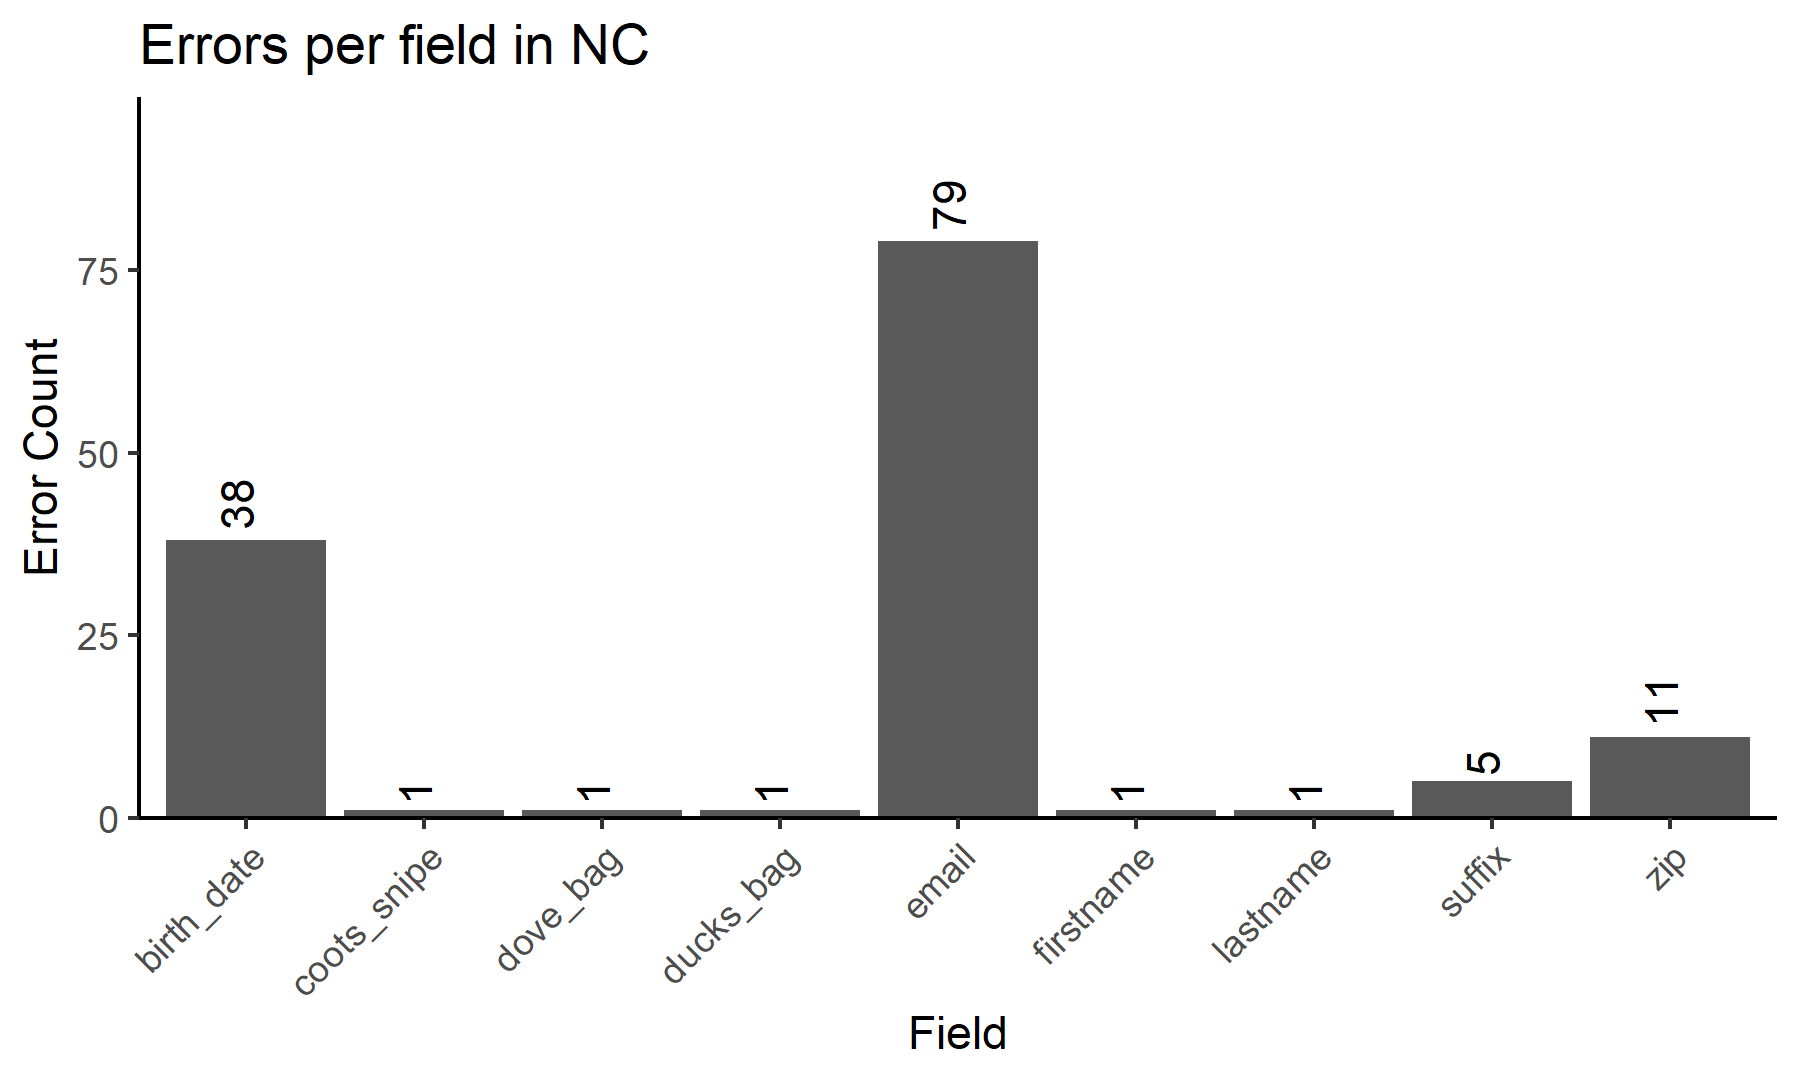 Errors per field in NC
Error Count
75
50
25
0
38
1
1
1
79
1
1
5
11
birth_date
coots_snipe
dove_bag
ducks_bag
email
firstname
lastname
suffix
zip
Field